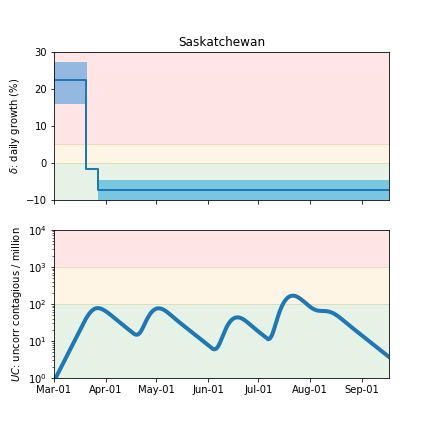 Saskatchewan
δ: daily growth (%)
30
20
10
0
−10
UC: uncorr contagious / million
10⁴
10³
10²
10¹
10⁰
Mar-01 Apr-01 May-01 Jun-01 Jul-01 Aug-01 Sep-01